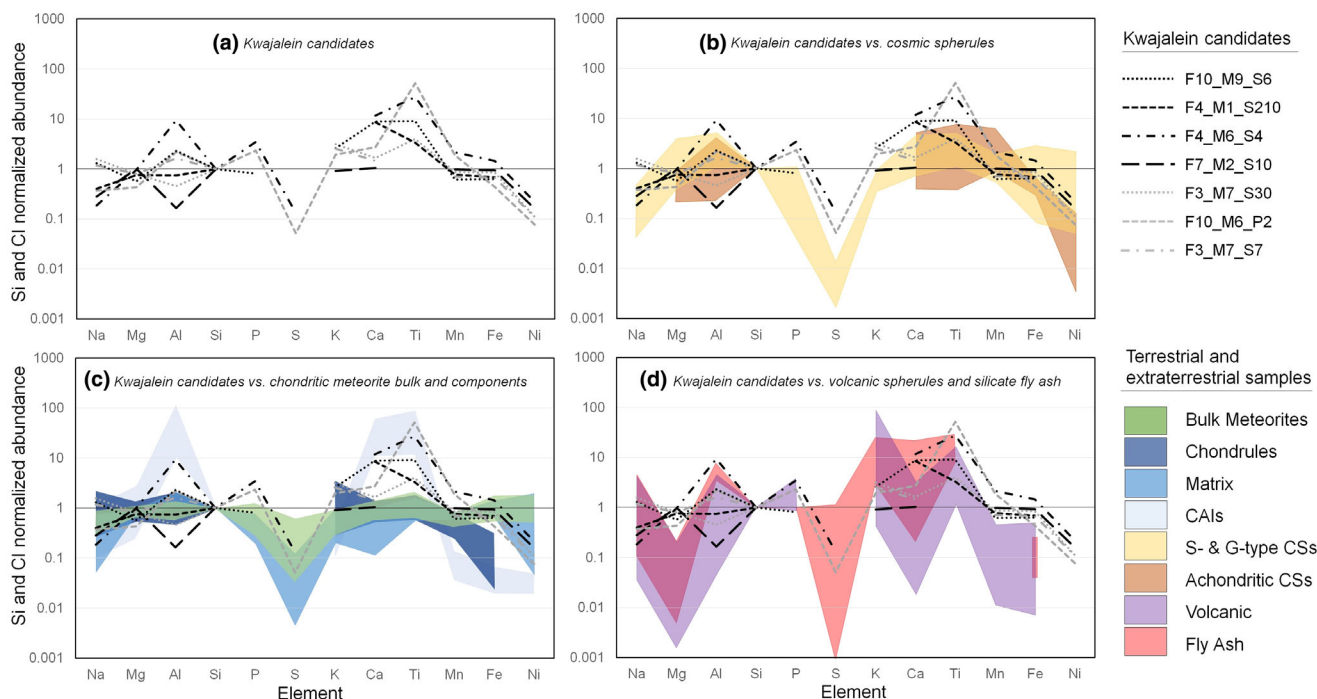 Si and CI normalized abundance
1000
100
10
1
0.1
0.01
0.001
(a) Kwajalein candidates
Na Mg Al Si P S K Ca Ti Mn Fe Ni
1000
100
10
1
0.1
0.01
0.001
(b) Kwajalein candidates vs. cosmic spherules
Na Mg Al Si P S K Ca Ti Mn Fe Ni
Kwajalein candidates
F10_M9_S6
F4_M1_S210
F4_M6_S4
F7_M2_S10
F3_M7_S30
F10_M6_P2
F3_M7_S7
Si and CI normalized abundance
1000
100
10
1
0.1
0.01
0.001
(c) Kwajalein candidates vs. chondritic meteorite bulk and components
Na Mg Al Si P S K Ca Ti Mn Fe Ni
Element
1000
100
10
1
0.1
0.01
0.001
(d) Kwajalein candidates vs. volcanic spherules and silicate fly ash
Na Mg Al Si P S K Ca Ti Mn Fe Ni
Element
Terrestrial and
extraterrestrial samples
Bulk Meteorites
Chondrules
Matrix
CAIs
S- & G-type CSs
Achondritic CSs
Volcanic
Fly Ash